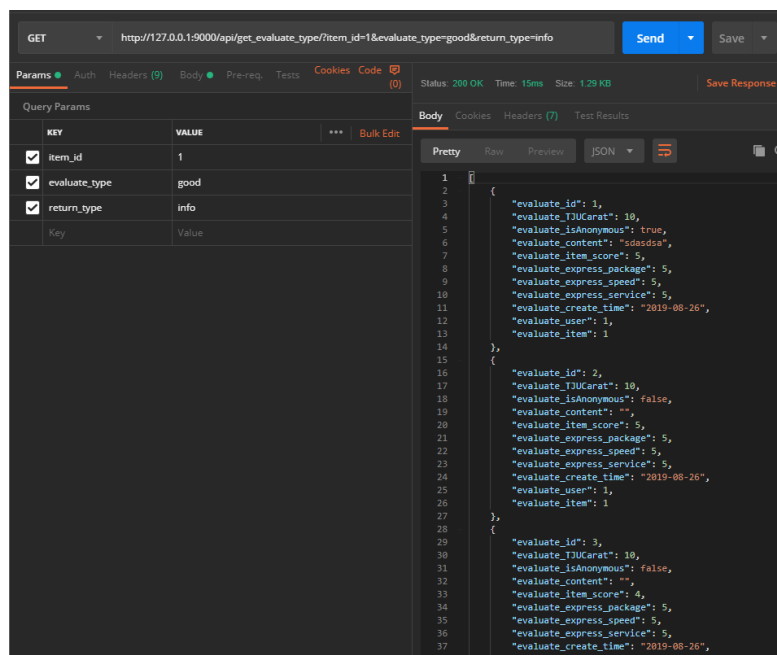 GET http://127.0.0.1:9000/api/get_evaluate_type/?item_id=1&evaluate_type=good&return_type=info Send Save
Params Auth Headers (9) Body Pre-req. Tests Cookies Code (0)
Query Params
KEY VALUE ••• Bulk Edit
item_id 1
evaluate_type good
return_type info
Key Value
Status: 200 OK Time: 15ms Size: 1.29 KB Save Response
Body Cookies Headers (7) Test Results
Pretty Raw Preview JSON
1 [
2 {
3 "evaluate_id": 1,
4 "evaluate_TJUCarat": 10,
5 "evaluate_isAnonymous": true,
6 "evaluate_content": "sdasdsa",
7 "evaluate_item_score": 5,
8 "evaluate_express_package": 5,
9 "evaluate_express_speed": 5,
10 "evaluate_express_service": 5,
11 "evaluate_create_time": "2019-08-26",
12 "evaluate_user": 1,
13 "evaluate_item": 1
14 },
15 {
16 "evaluate_id": 2,
17 "evaluate_TJUCarat": 10,
18 "evaluate_isAnonymous": false,
19 "evaluate_content": "",
20 "evaluate_item_score": 5,
21 "evaluate_express_package": 5,
22 "evaluate_express_speed": 5,
23 "evaluate_express_service": 5,
24 "evaluate_create_time": "2019-08-26",
25 "evaluate_user": 1,
26 "evaluate_item": 1
27 },
28 {
29 "evaluate_id": 3,
30 "evaluate_TJUCarat": 10,
31 "evaluate_isAnonymous": false,
32 "evaluate_content": "",
33 "evaluate_item_score": 4,
34 "evaluate_express_package": 5,
35 "evaluate_express_speed": 5,
36 "evaluate_express_service": 5,
37 "evaluate_create_time": "2019-08-26",